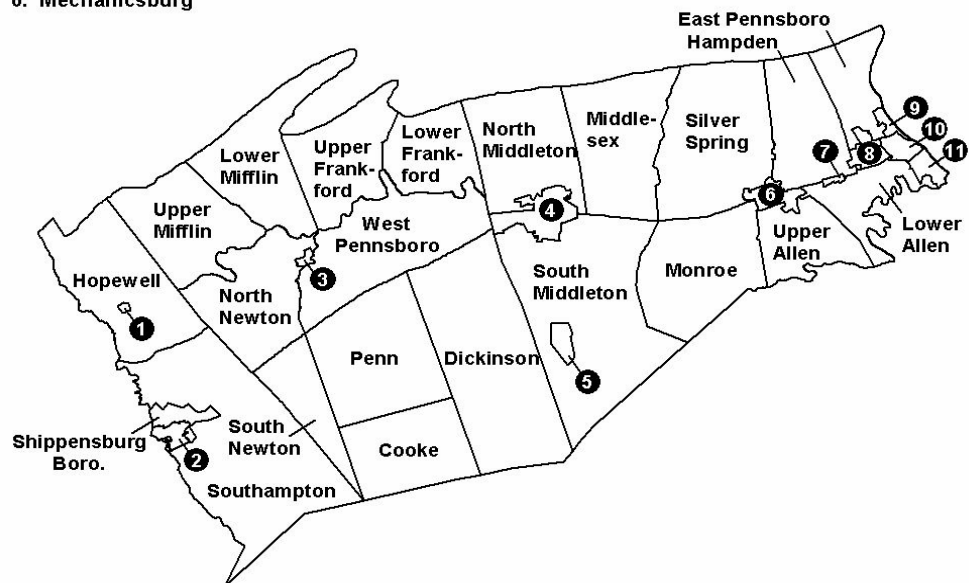 6. Mechanicsburg
East Pennsboro
Hampden
9
10
11
Lower
Mifflin
Upper
Frank-
ford
Lower
Frank-
ford
North
Middleton
Middle-
sex
Silver
Spring
7
8
Upper
Mifflin
West
Pennsboro
4
6
Upper
Allen
Lower
Allen
Hopewell
1
North
Newton
3
South
Middleton
Monroe
Penn
Dickinson
5
Shippensburg
Boro.
2
South
Newton
Cooke
Southampton